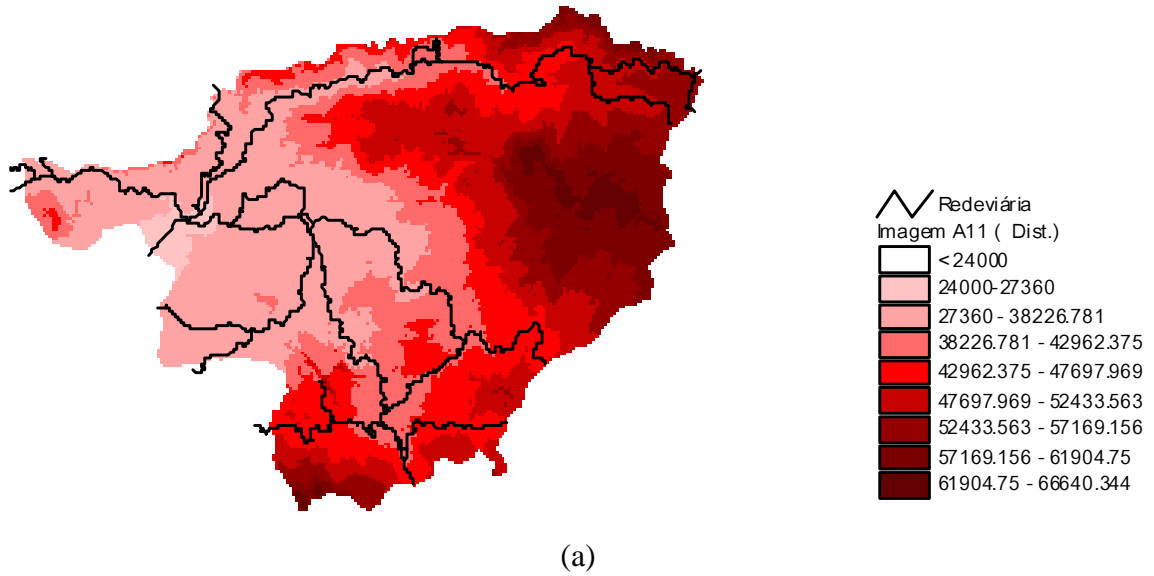 Redeviária
Imagem A11 ( Dist.)
< 24000
24000-27360
27360 - 38226.781
38226.781 - 42962.375
42962.375 - 47697.969
47697.969 - 52433.563
52433.563 - 57169.156
57169.156 - 61904.75
61904.75 - 66640.344
(a)